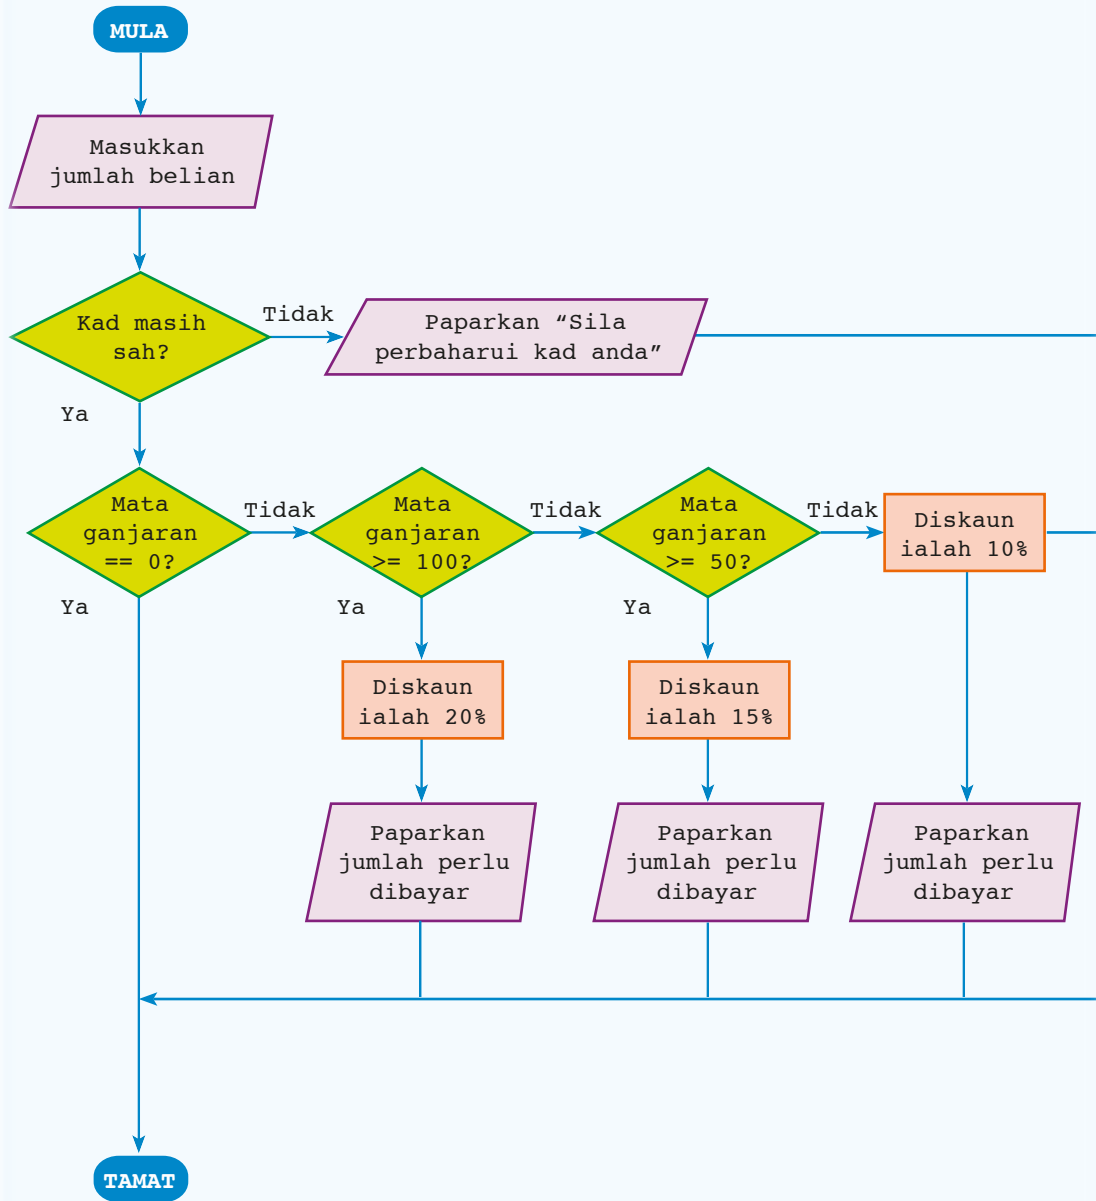 MULA
Masukkan
jumlah belian
Kad masih
sah?
Tidak
Paparkan “Sila
perbaharui kad anda”
Ya
Mata
ganjaran
== 0?
Tidak
Mata
ganjaran
>= 100?
Tidak
Mata
ganjaran
>= 50?
Tidak
Diskaun
ialah 10%
Ya
Ya
Ya
Diskaun
ialah 20%
Diskaun
ialah 15%
Paparkan
jumlah perlu
dibayar
Paparkan
jumlah perlu
dibayar
Paparkan
jumlah perlu
dibayar
TAMAT